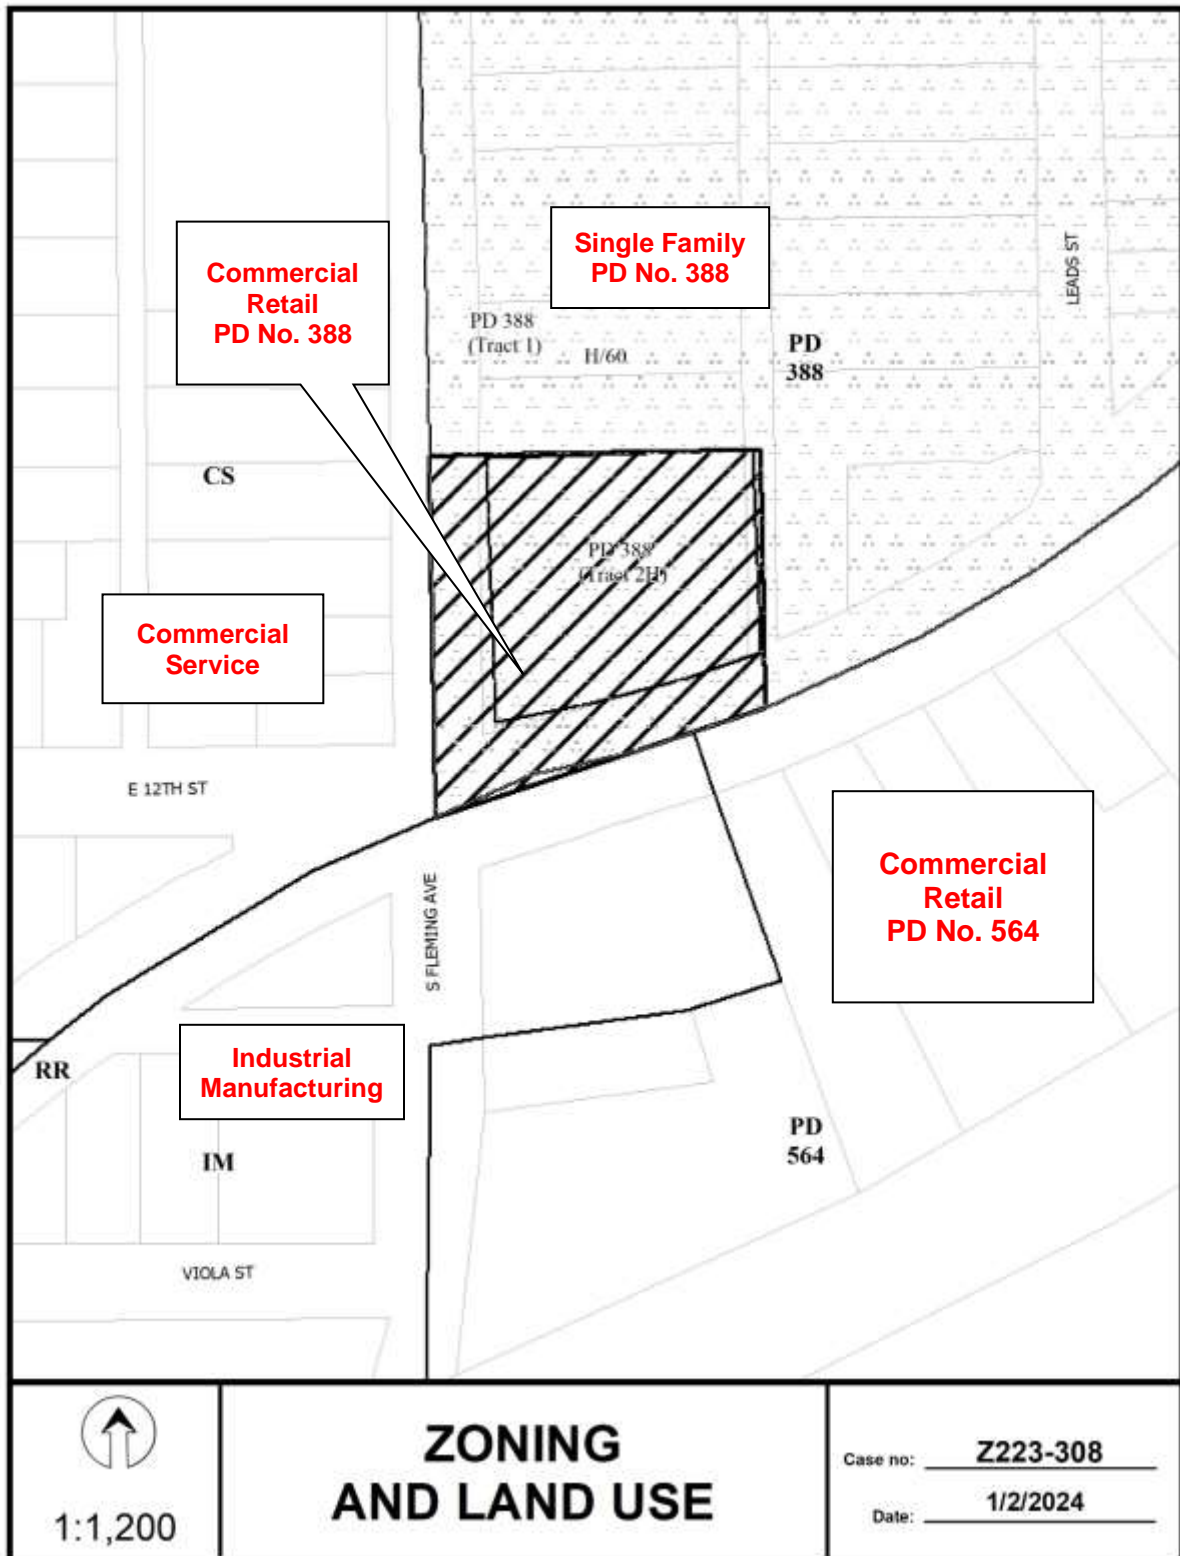 Commercial
Retail
PD No. 388
Single Family
PD No. 388
LEADS ST
PD 388
(Tract 1)
H/60
PD
388
CS
PD 388
(Tract 2H)
Commercial
Service
E 12TH ST
S FLEMING AVE
Commercial
Retail
PD No. 564
Industrial
Manufacturing
RR
IM
PD
564
VIOLA ST
1:1,200
ZONING
AND LAND USE
Case no: Z223-308
Date: 1/2/2024